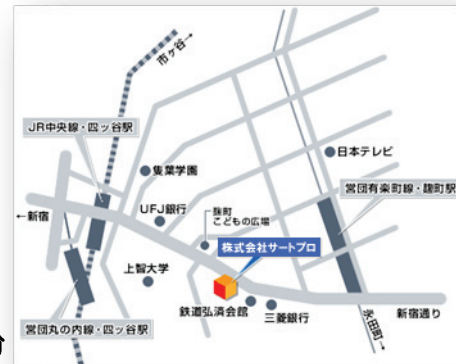 市ヶ谷→
JR中央線・四ッ谷駅
雙葉学園
日本テレビ
UFJ銀行
麹町
こどもの広場
営団有楽町線・麹町駅
←新宿
株式会社サートプロ
上智大学
鉄道弘済会館
三菱銀行
新宿通り
営団丸の内線・四ッ谷駅
永田町→